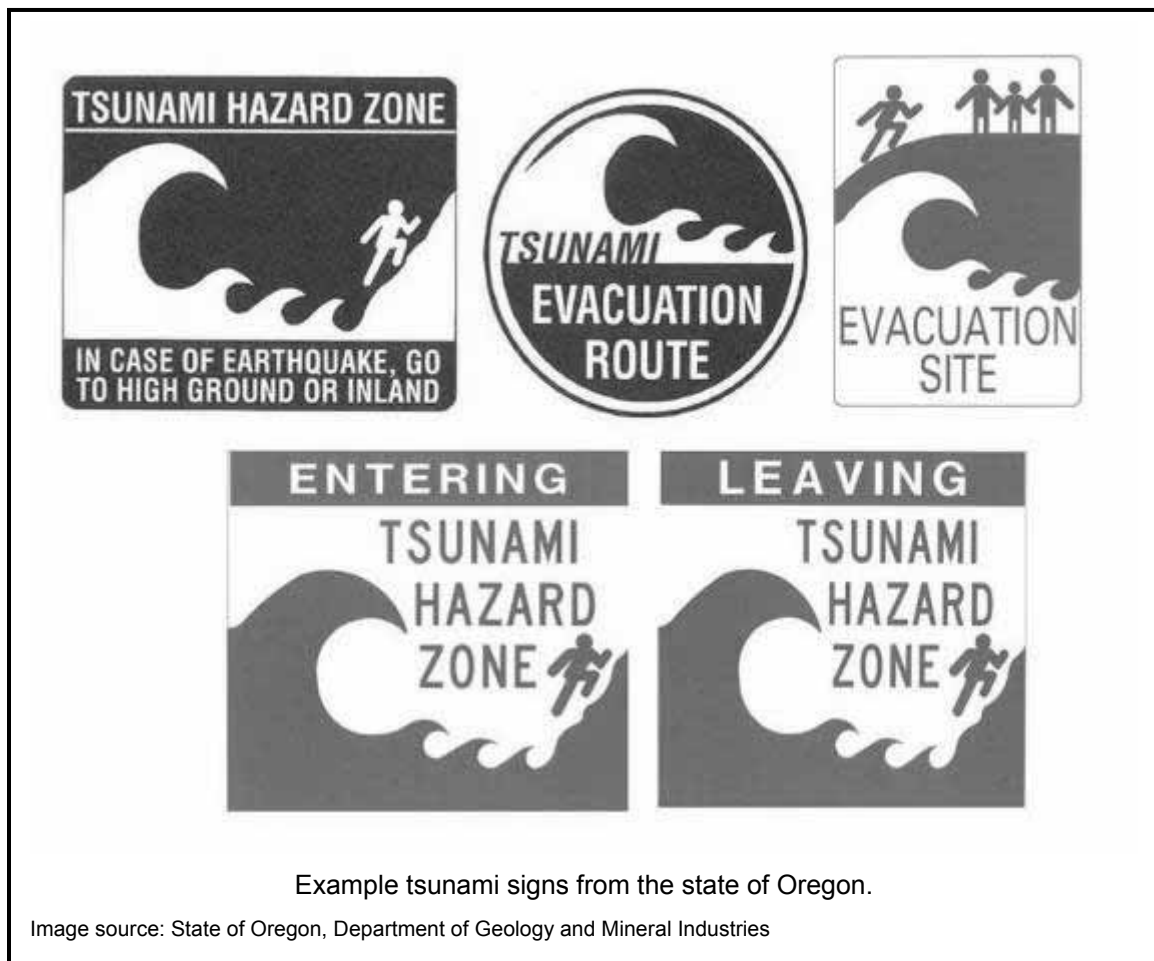 TSUNAMI HAZARD ZONE
IN CASE OF EARTHQUAKE, GO
TO HIGH GROUND OR INLAND
TSUNAMI
EVACUATION
ROUTE
EVACUATION
SITE
ENTERING
TSUNAMI
HAZARD
ZONE
LEAVING
TSUNAMI
HAZARD
ZONE
Example tsunami signs from the state of Oregon.
Image source: State of Oregon, Department of Geology and Mineral Industries